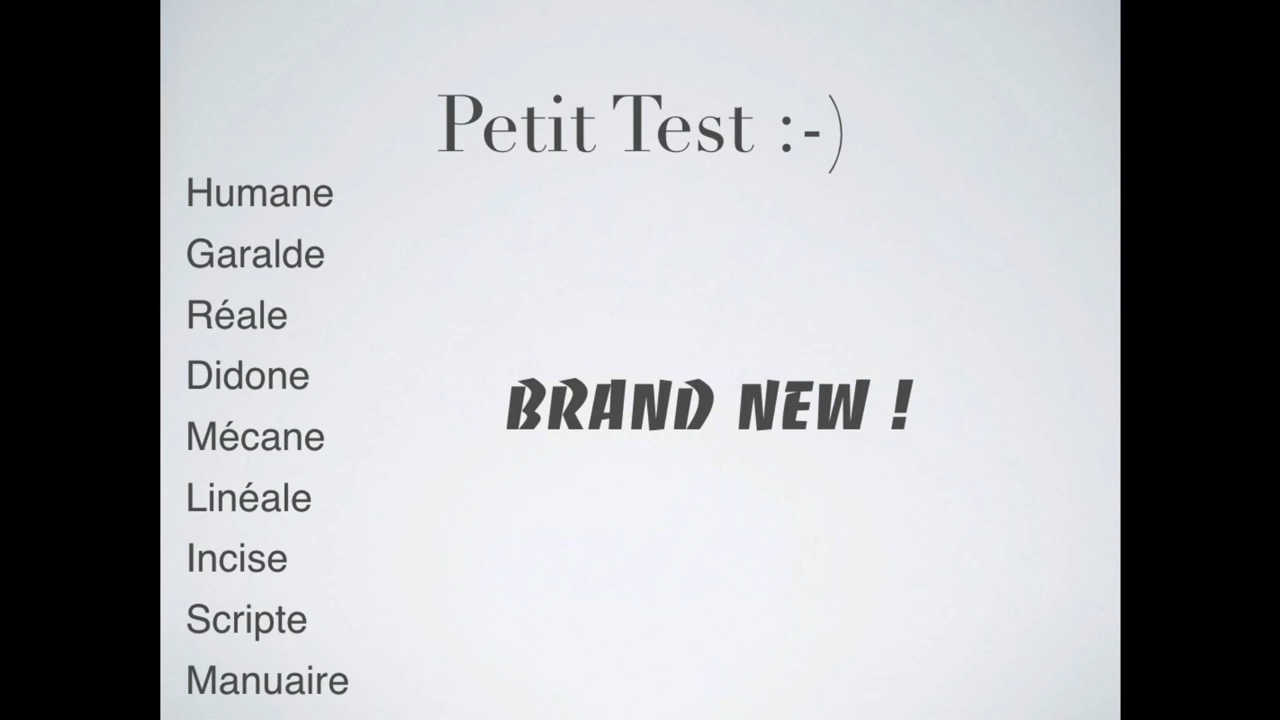 Petit Test :-)
Humane
Garalde
Réale
Didone
BRAND NEW !
Mécane
Linéale
Incise
Scripte
Manuaire